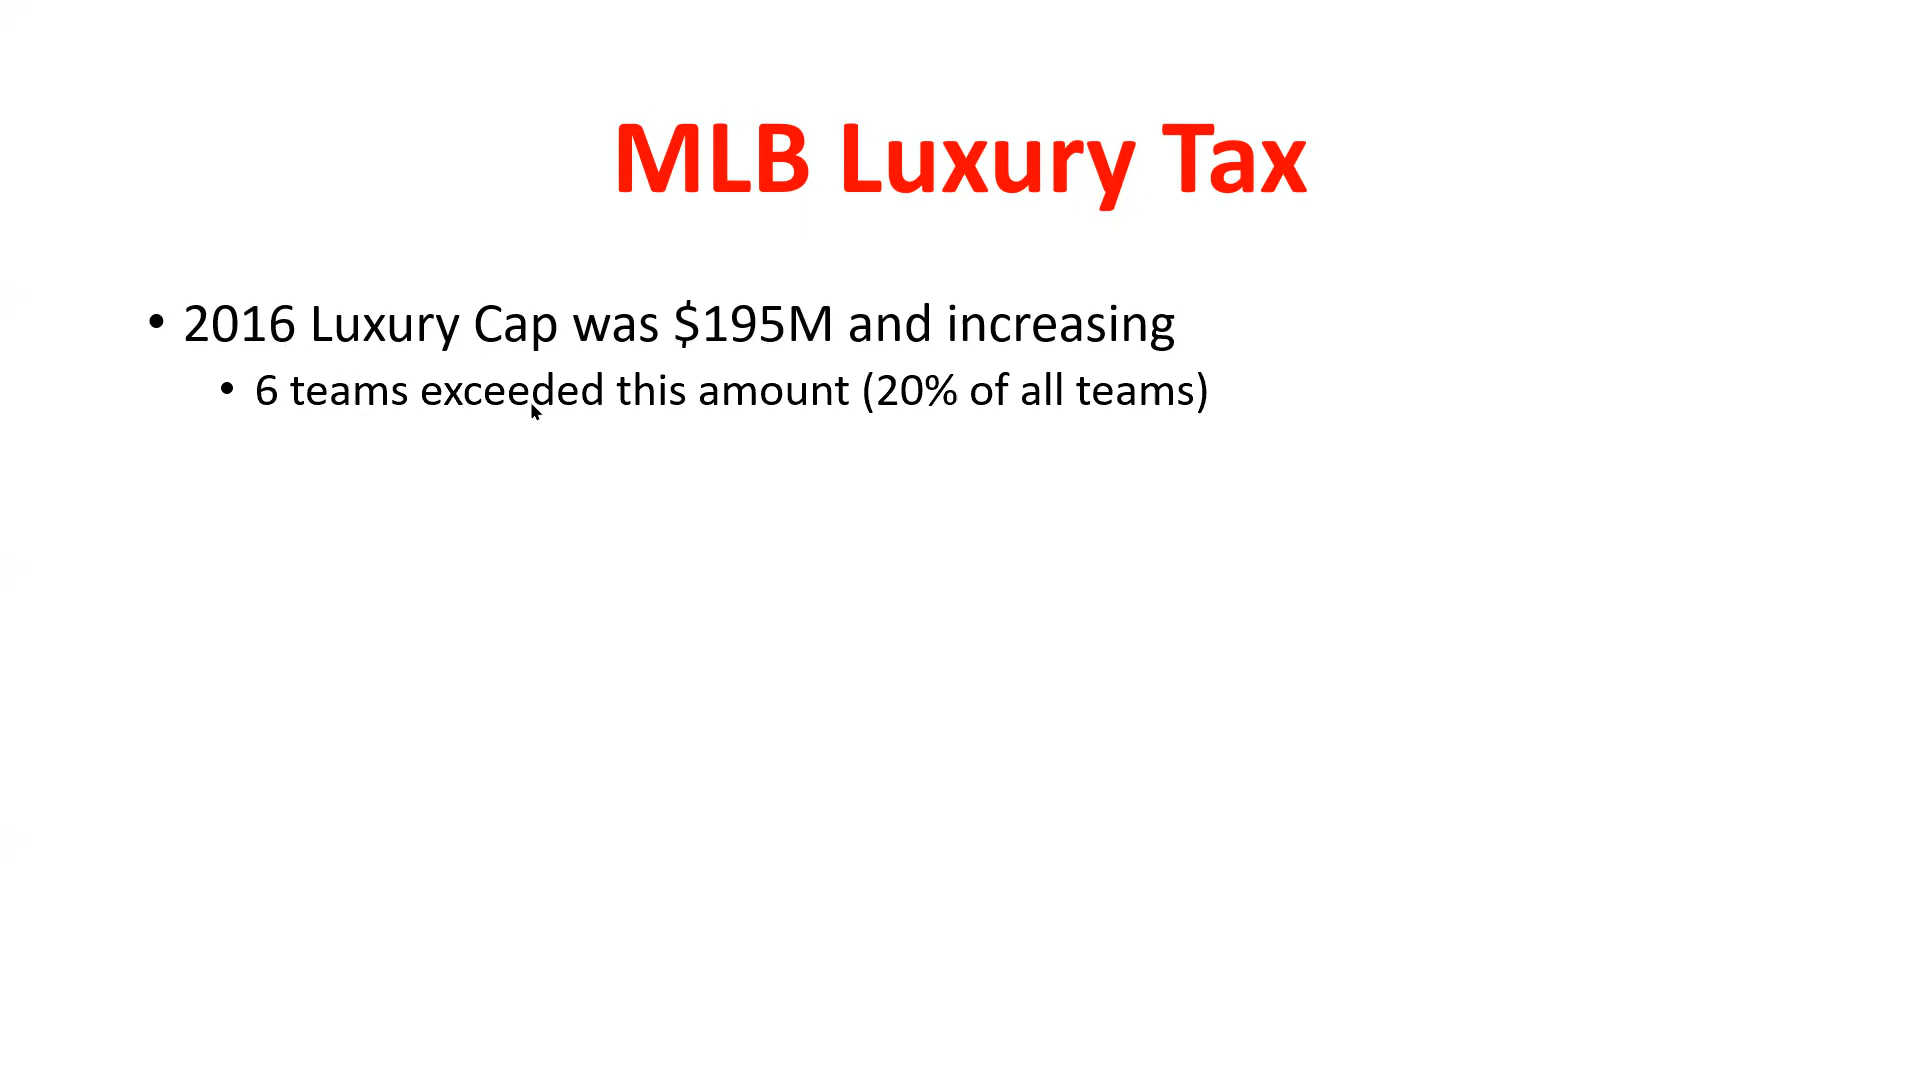 MLB Luxury Tax
• 2016 Luxury Cap was $195M and increasing
• 6 teams exceeded this amount (20% of all teams)